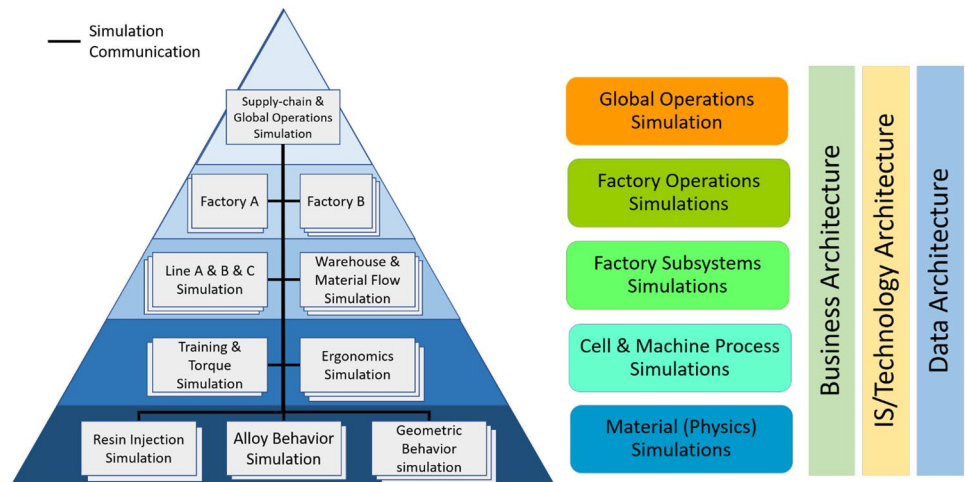 Simulation
Communication
Supply-chain &
Global Operations
Simulation
Factory A
Factory B
Line A & B & C
Simulation
Warehouse &
Material Flow
Simulation
Training &
Torque
Simulation
Ergonomics
Simulation
Resin Injection
Simulation
Alloy Behavior
Simulation
Geometric
Behavior
simulation
Global Operations
Simulation
Factory Operations
Simulations
Factory Subsystems
Simulations
Cell & Machine Process
Simulations
Material (Physics)
Simulations
Business Architecture
IS/Technology Architecture
Data Architecture